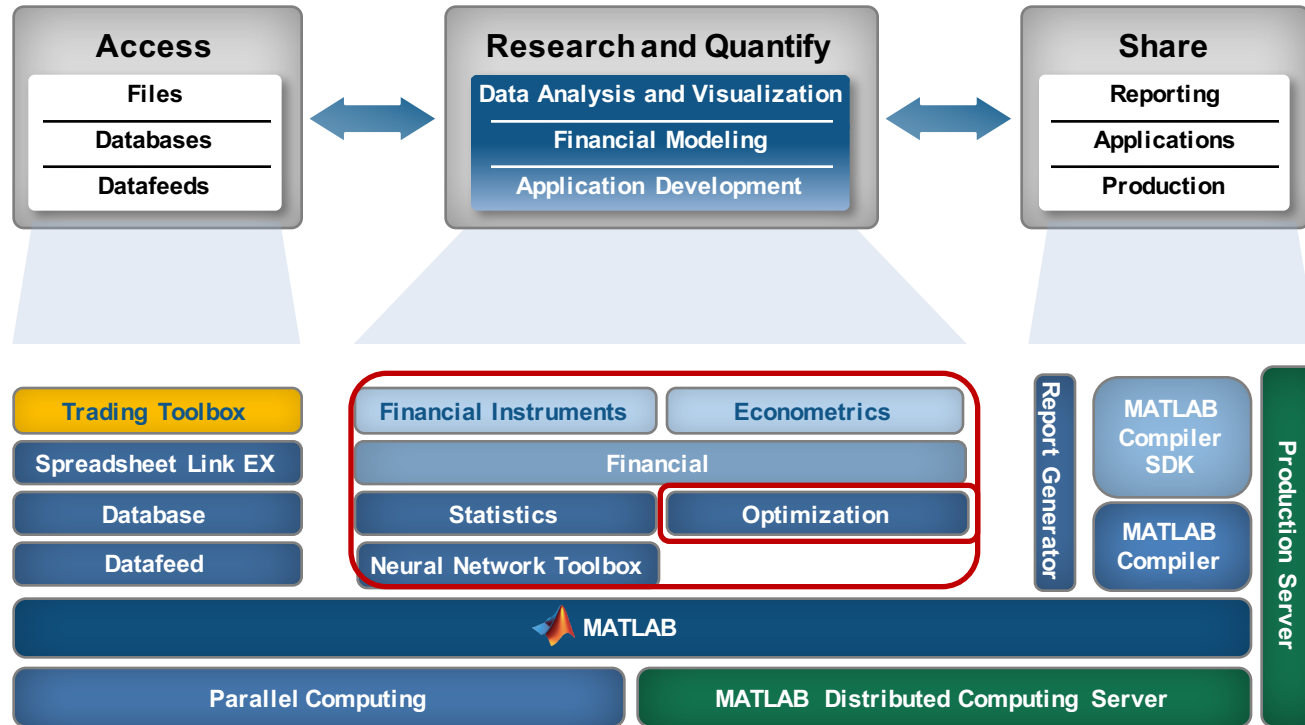 Access
Files
Databases
Datafeeds
Research and Quantify
Data Analysis and Visualization
Financial Modeling
Application Development
Share
Reporting
Applications
Production
Trading Toolbox
Spreadsheet Link EX
Database
Datafeed
Financial Instruments
Econometrics
Financial
Statistics
Optimization
Neural Network Toolbox
Report Generator
MATLAB
Compiler
SDK
MATLAB
Compiler
Production Server
MATLAB
Parallel Computing
MATLAB Distributed Computing Server